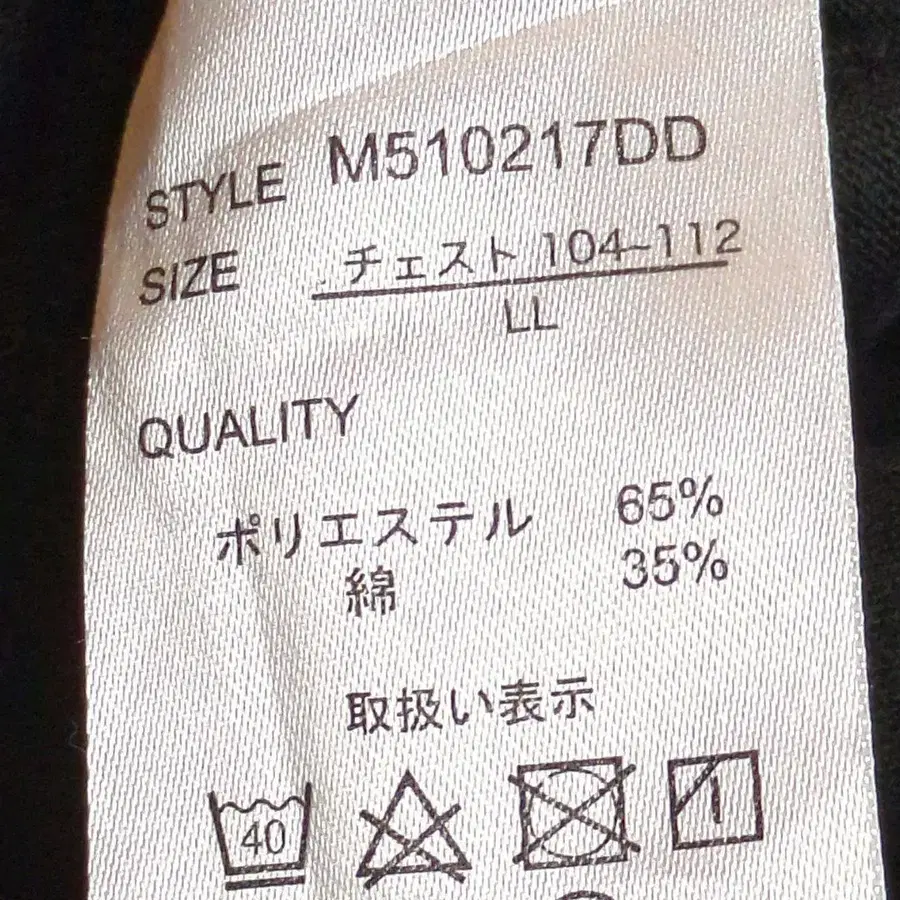 STYLE M510217DD
SIZE チェスト 104-112
LL
QUALITY
ポリエステル 65%
綿 35%
取扱い表示
40